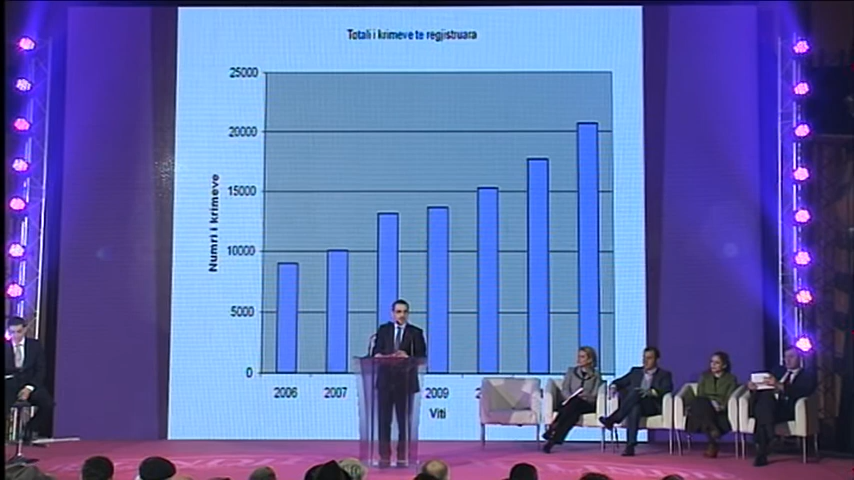 Totali i krimeve te regjistruara
25000
20000
15000
10000
5000
0
Numri i krimeve
2006 2007 2009
Viti